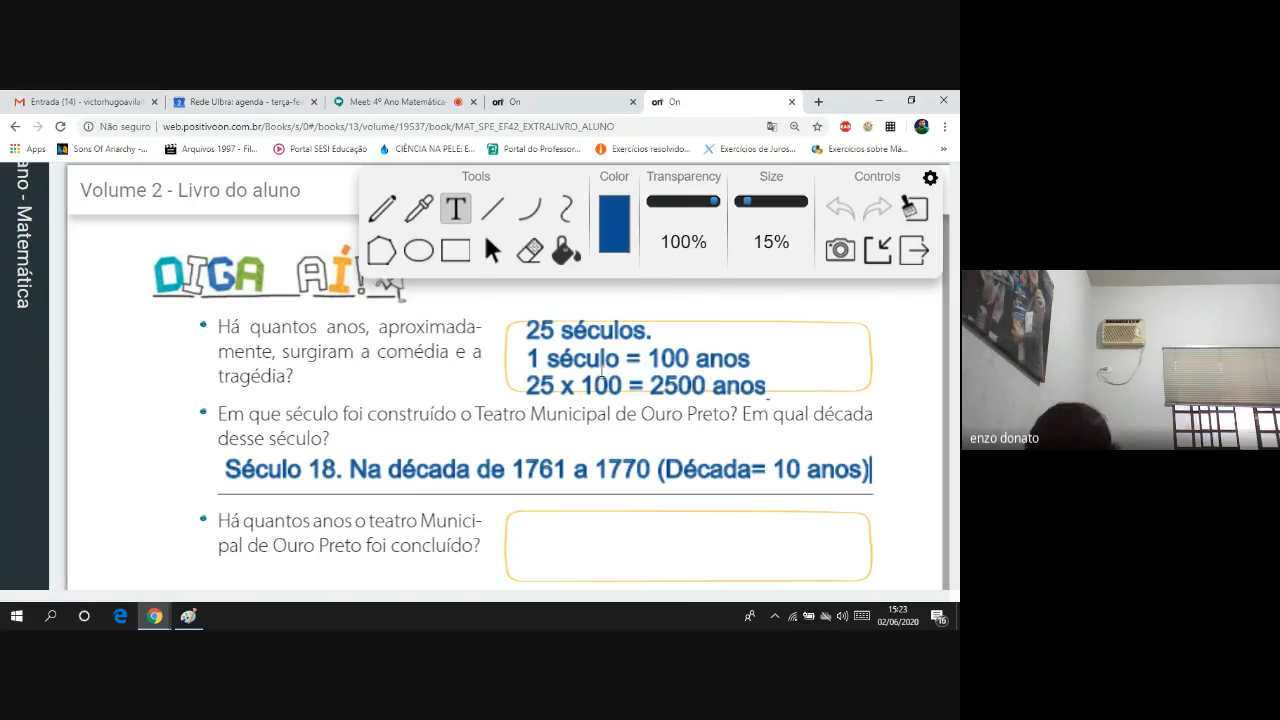 Entrada (14) - victorhugoavila
Rede Ulbra: agenda - terça-fei
Meet: 4º Ano Matemática
On
On
Não seguro
web.positivoon.com.br/Books/s/0#/books/13/volume/19537/book/MAT_SPE_EF42_EXTRALIVRO_ALUNO
Apps
Sons Of Anarchy -...
Arquivos 1997 - Fil...
Portal SESI Educação
CIÊNCIA NA PELE: E...
Portal do Professor...
Exercícios resolvido...
Exercícios de Juros...
Exercícios sobre Má...
ano - Matemática
Volume 2 - Livro do aluno
Tools
Color
Transparency
Size
Controls
T
100%
15%
DIGA AÍ!
Há quantos anos, aproximada-
mente, surgiram a comédia e a
tragédia?
25 séculos.
1 século = 100 anos
25 x 100 = 2500 anos
Em que século foi construído o Teatro Municipal de Ouro Preto? Em qual década
desse século?
Século 18. Na década de 1761 a 1770 (Década= 10 anos)
Há quantos anos o teatro Munici-
pal de Ouro Preto foi concluído?
enzo donato
15:23
02/06/2020
16